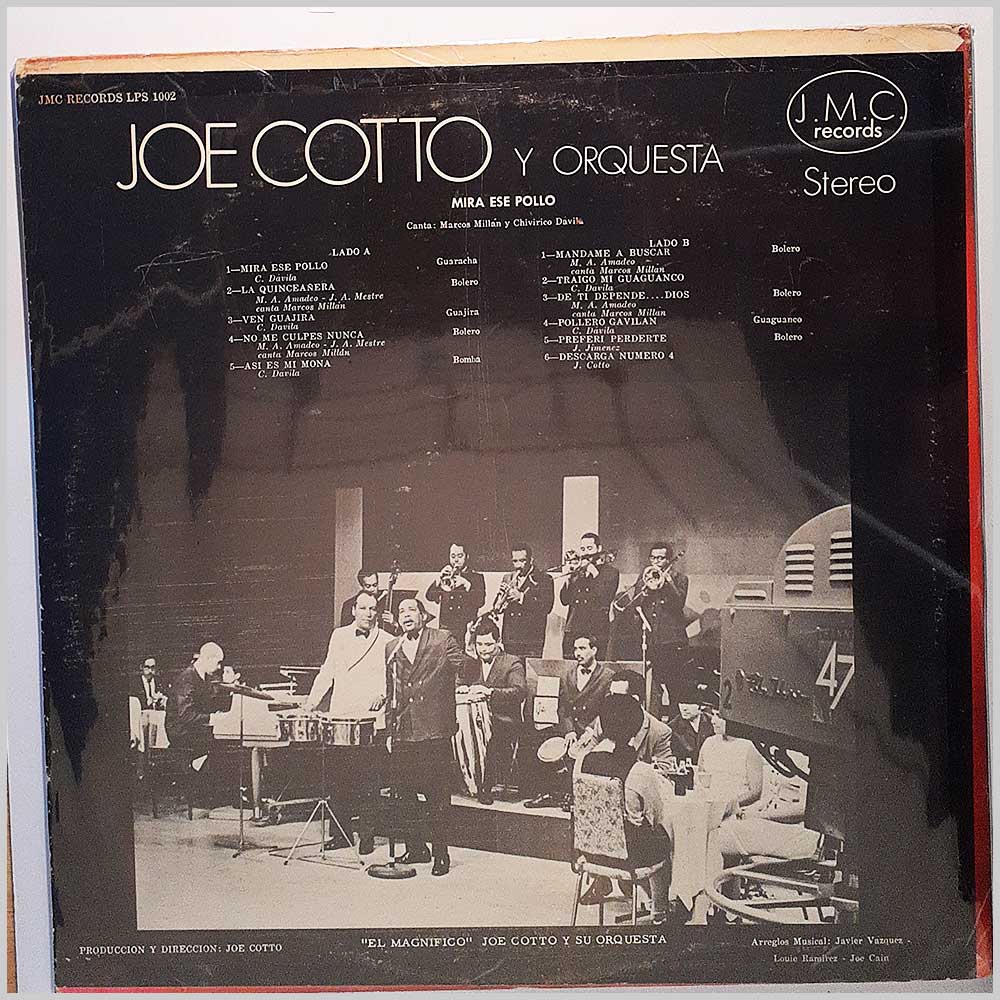 JMC RECORDS LPS 1002
J.M.C.
records
Stereo
JOE COTTO Y ORQUESTA
MIRA ESE POLLO
Canta: Marcos Millán y Chivirico Davila
LADO A
1—MIRA ESE POLLO Guaracha
C. Dávila
2—LA QUINCEAÑERA Bolero
M. A. Amadeo - J. A. Mestre
canta Marcos Millán
3—VEN GUAJIRA Guajira
C. Davila
4—NO ME CULPES NUNCA Bolero
M. A. Amadeo - J. A. Mestre
canta Marcos Millán
5—ASI ES MI MONA Bomba
C. Davila
LADO B
1—MANDAME A BUSCAR Bolero
M. A. Amadeo
canta Marcos Millan
2—TRAIGO MI GUAGUANCO
C. Davila
3—DE TI DEPENDE....DIOS Bolero
M. A. Amadeo
canta Marcos Millan
4—POLLERO GAVILAN Guaguanco
C. Davila
5—PREFERI PERDERTE Bolero
J. Jimenez
6—DESCARGA NUMERO 4
J. Cotto
47
2
PRODUCCION Y DIRECCION: JOE COTTO
"EL MAGNIFICO" JOE COTTO Y SU ORQUESTA
Arreglos Musical: Javier Vazquez -
Louie Ramirez - Joe Cain